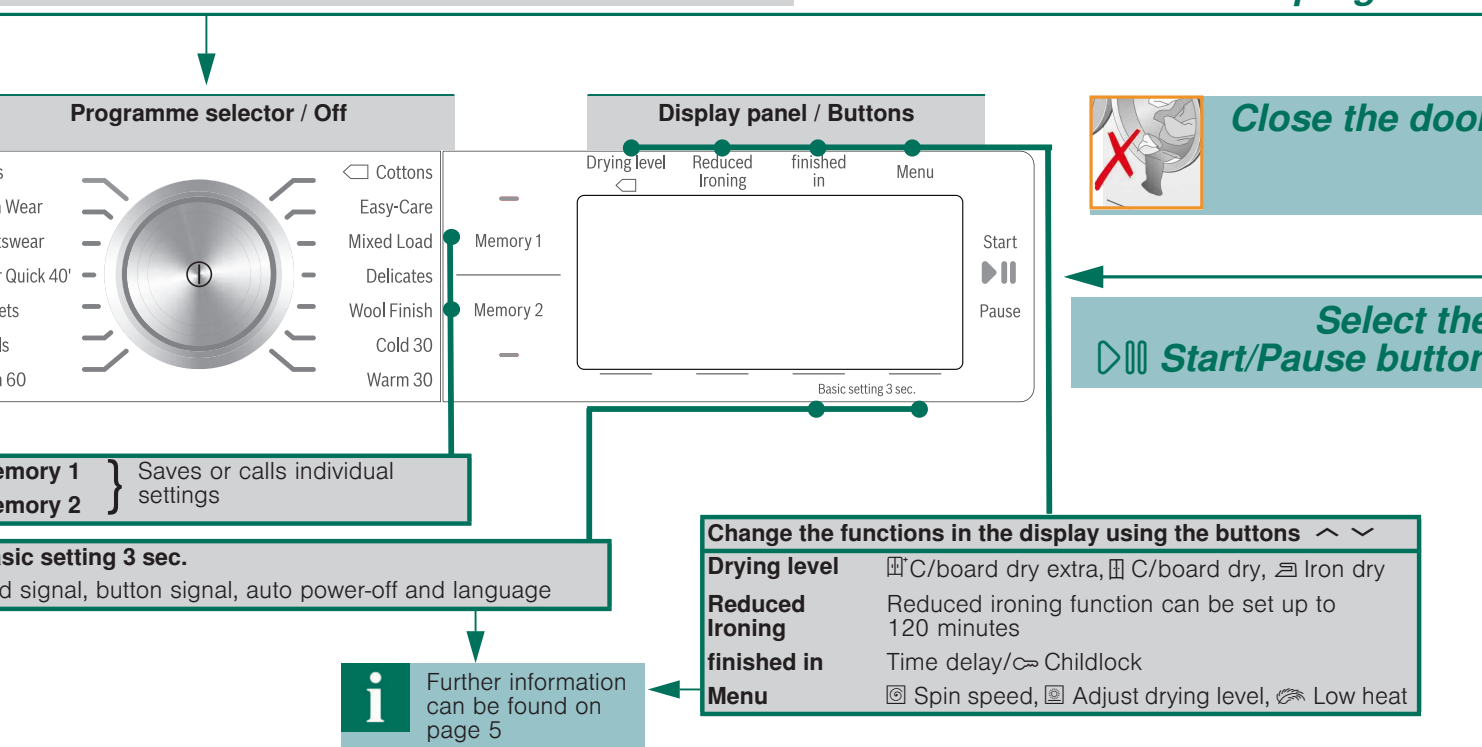 Programme selector / Off
Display panel / Buttons
Close the door
Wear
Quick 40'
60
Cottons
Easy-Care
Mixed Load
Delicates
Wool Finish
Cold 30
Warm 30
Memory 1
Memory 2
Drying level
Reduced
Ironing
finished
in
Menu
Start
Pause
Basic setting 3 sec.
Select the
Start/Pause button
emory 1
emory 2
} Saves or calls individual
settings
asic setting 3 sec.
d signal, button signal, auto power-off and language
i
Further information
can be found on
page 5
Change the functions in the display using the buttons
Drying level C/board dry extra, C/board dry, Iron dry
Reduced
Ironing
Reduced ironing function can be set up to
120 minutes
finished in Time delay/ Childlock
Menu Spin speed, Adjust drying level, Low heat